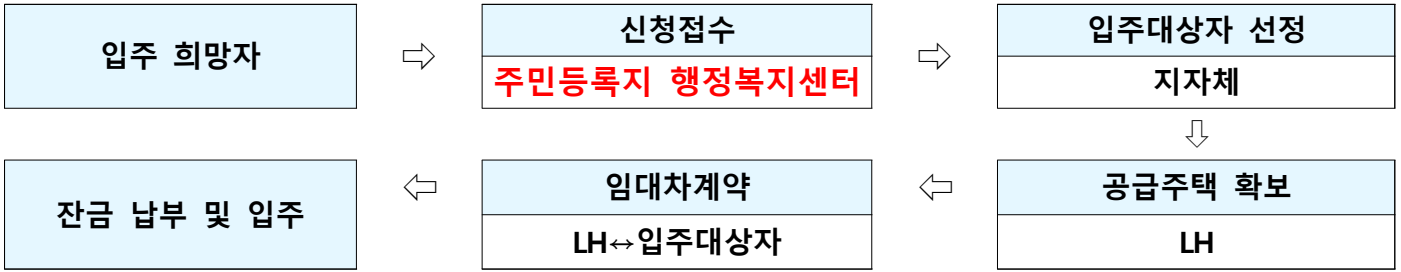 입주 희망자
⇨
신청접수
주민등록지 행정복지센터
⇨
입주대상자 선정
지자체
⇩
공급주택 확보
LH
⇦
임대차계약
LH↔입주대상자
⇦
잔금 납부 및 입주